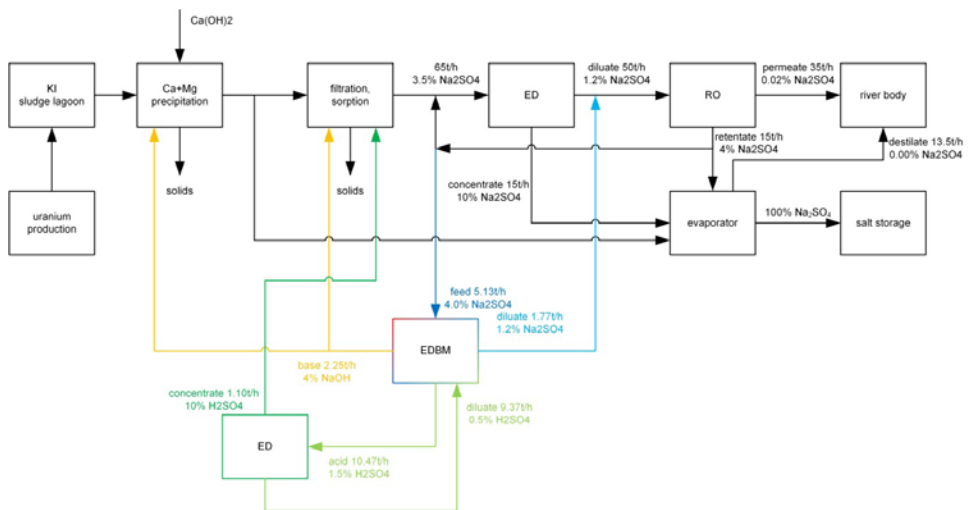 Ca(OH)2
KI
sludge lagoon
Ca+Mg
precipitation
filtration,
sorption
65t/h
3.5% Na2SO4
ED
diluate 50t/h
1.2% Na2SO4
RO
permeate 35t/h
0.02% Na2SO4
river body
retentate 15t/h
4% Na2SO4
destilate 13.5t/h
0.00% Na2SO4
solids
solids
concentrate 15t/h
10% Na2SO4
uranium
production
evaporator
100% Na₂SO₄
salt storage
feed 5.13t/h
4.0% Na2SO4
diluate 1.77t/h
1.2% Na2SO4
EDBM
base 2.25t/h
4% NaOH
concentrate 1.10t/h
10% H2SO4
diluate 9.37t/h
0.5% H2SO4
ED
acid 10.47t/h
1.5% H2SO4